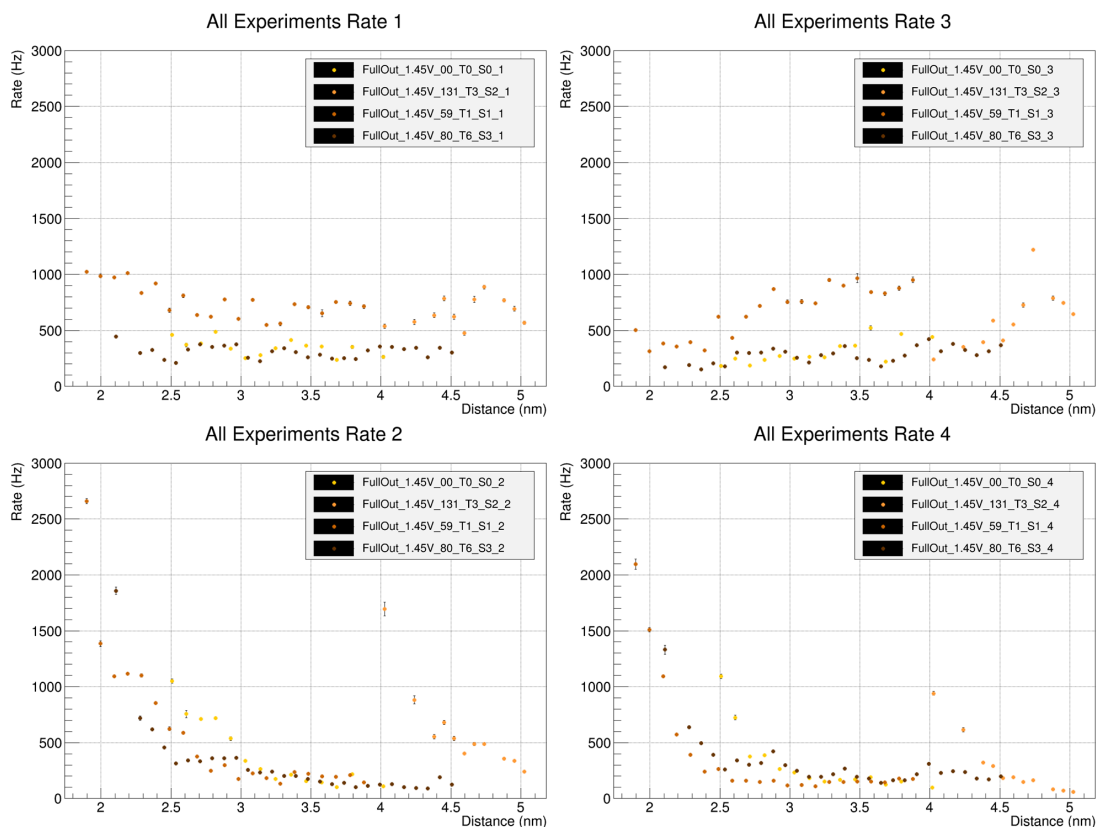 All Experiments Rate 1
Rate (Hz)
3000
2500
2000
1500
1000
500
0
2
2.5
3
3.5
4
4.5
5
Distance (nm)
FullOut_1.45V_00_T0_S0_1
FullOut_1.45V_131_T3_S2_1
FullOut_1.45V_59_T1_S1_1
FullOut_1.45V_80_T6_S3_1
All Experiments Rate 3
Rate (Hz)
3000
2500
2000
1500
1000
500
0
2
2.5
3
3.5
4
4.5
5
Distance (nm)
FullOut_1.45V_00_T0_S0_3
FullOut_1.45V_131_T3_S2_3
FullOut_1.45V_59_T1_S1_3
FullOut_1.45V_80_T6_S3_3
All Experiments Rate 2
Rate (Hz)
3000
2500
2000
1500
1000
500
0
2
2.5
3
3.5
4
4.5
5
Distance (nm)
FullOut_1.45V_00_T0_S0_2
FullOut_1.45V_131_T3_S2_2
FullOut_1.45V_59_T1_S1_2
FullOut_1.45V_80_T6_S3_2
All Experiments Rate 4
Rate (Hz)
3000
2500
2000
1500
1000
500
0
2
2.5
3
3.5
4
4.5
5
Distance (nm)
FullOut_1.45V_00_T0_S0_4
FullOut_1.45V_131_T3_S2_4
FullOut_1.45V_59_T1_S1_4
FullOut_1.45V_80_T6_S3_4